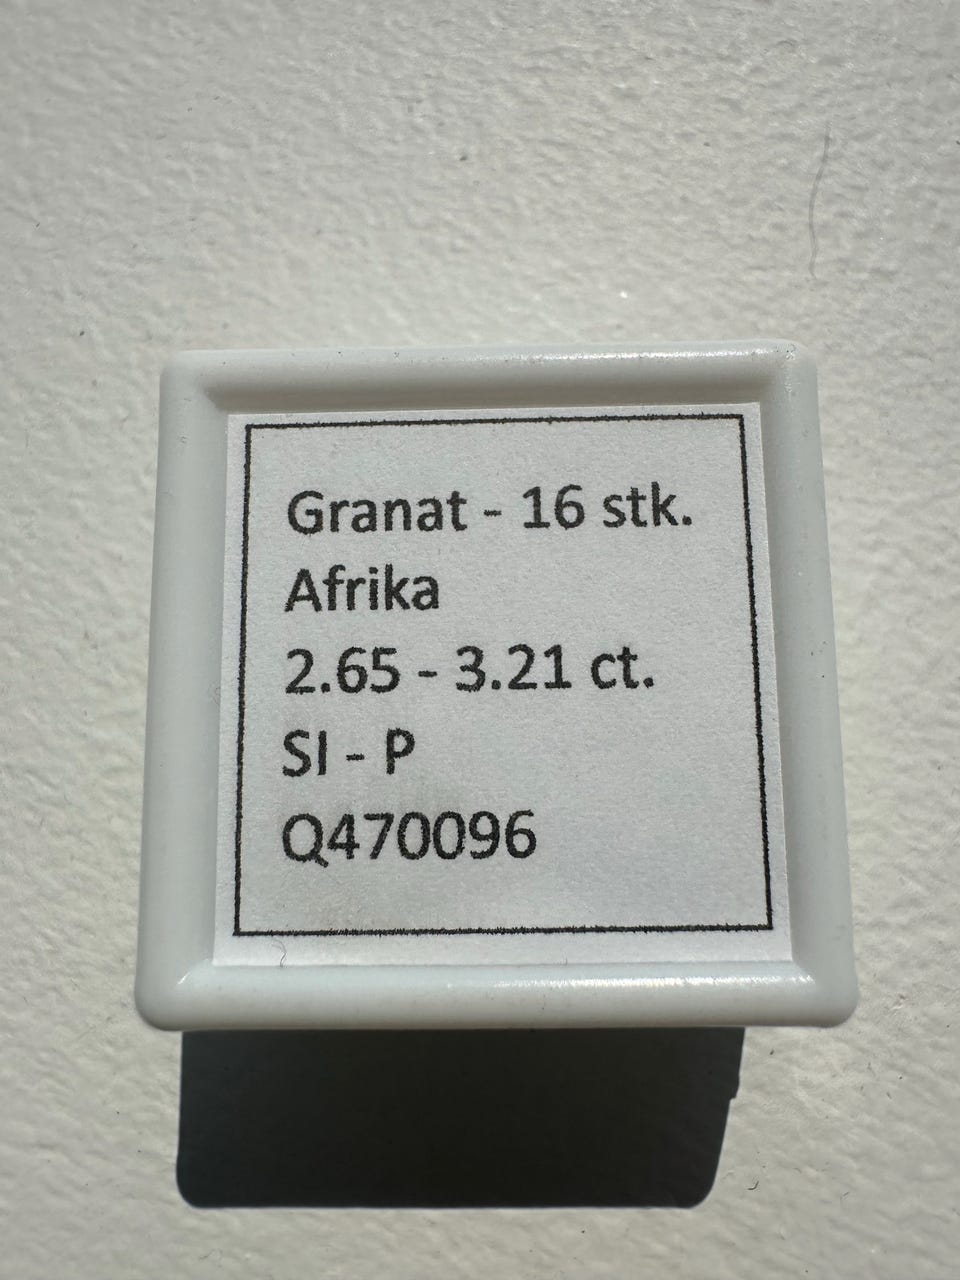 Granat - 16 stk.
Afrika
2.65 - 3.21 ct.
SI - P
Q470096